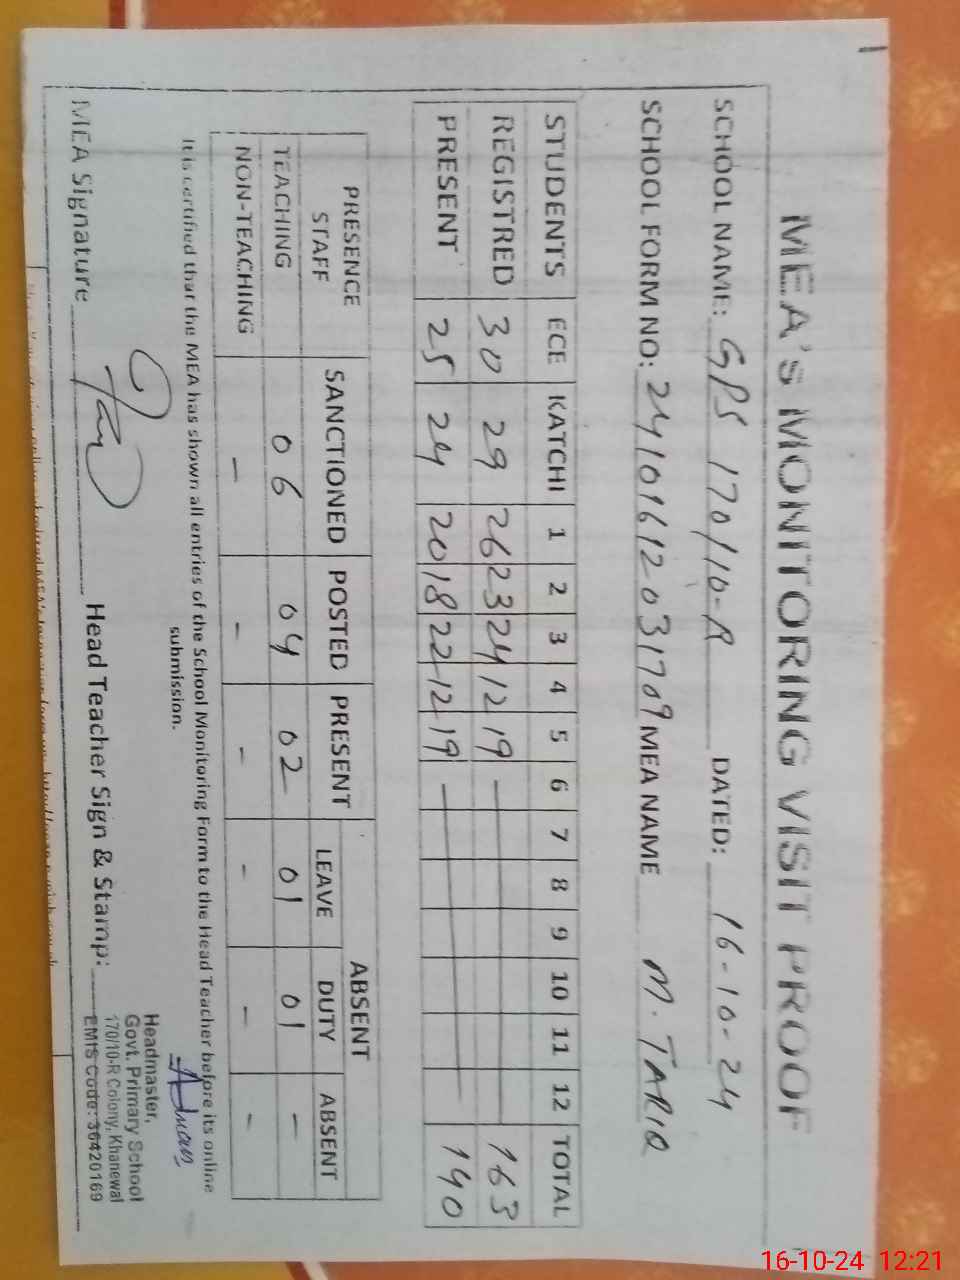 MEA'S MONITORING VISIT PROOF
SCHOOL NAME: GPS 170/10-R DATED: 16-10-24
SCHOOL FORM NO: 24101612031709 MEA NAME M. TARIQ
STUDENTS ECE KATCHI 1 2 3 4 5 6 7 8 9 10 11 12 TOTAL
REGISTRED 30 29 26 23 24 12 19 — 163
PRESENT 25 24 20 18 22 12 19 — 140
PRESENCE STAFF SANCTIONED POSTED PRESENT ABSENT
LEAVE DUTY ABSENT
TEACHING 06 04 02 01 01 -
NON-TEACHING - - - - - -
It is certified that the MEA has shown all entries of the School Monitoring Form to the Head Teacher before its online
submission.
MEA Signature Head Teacher Sign & Stamp:
Headmaster,
Govt. Primary School
170/10-R Colony, Khanewal
EMIS Code: 36420169
16-10-24 12:21